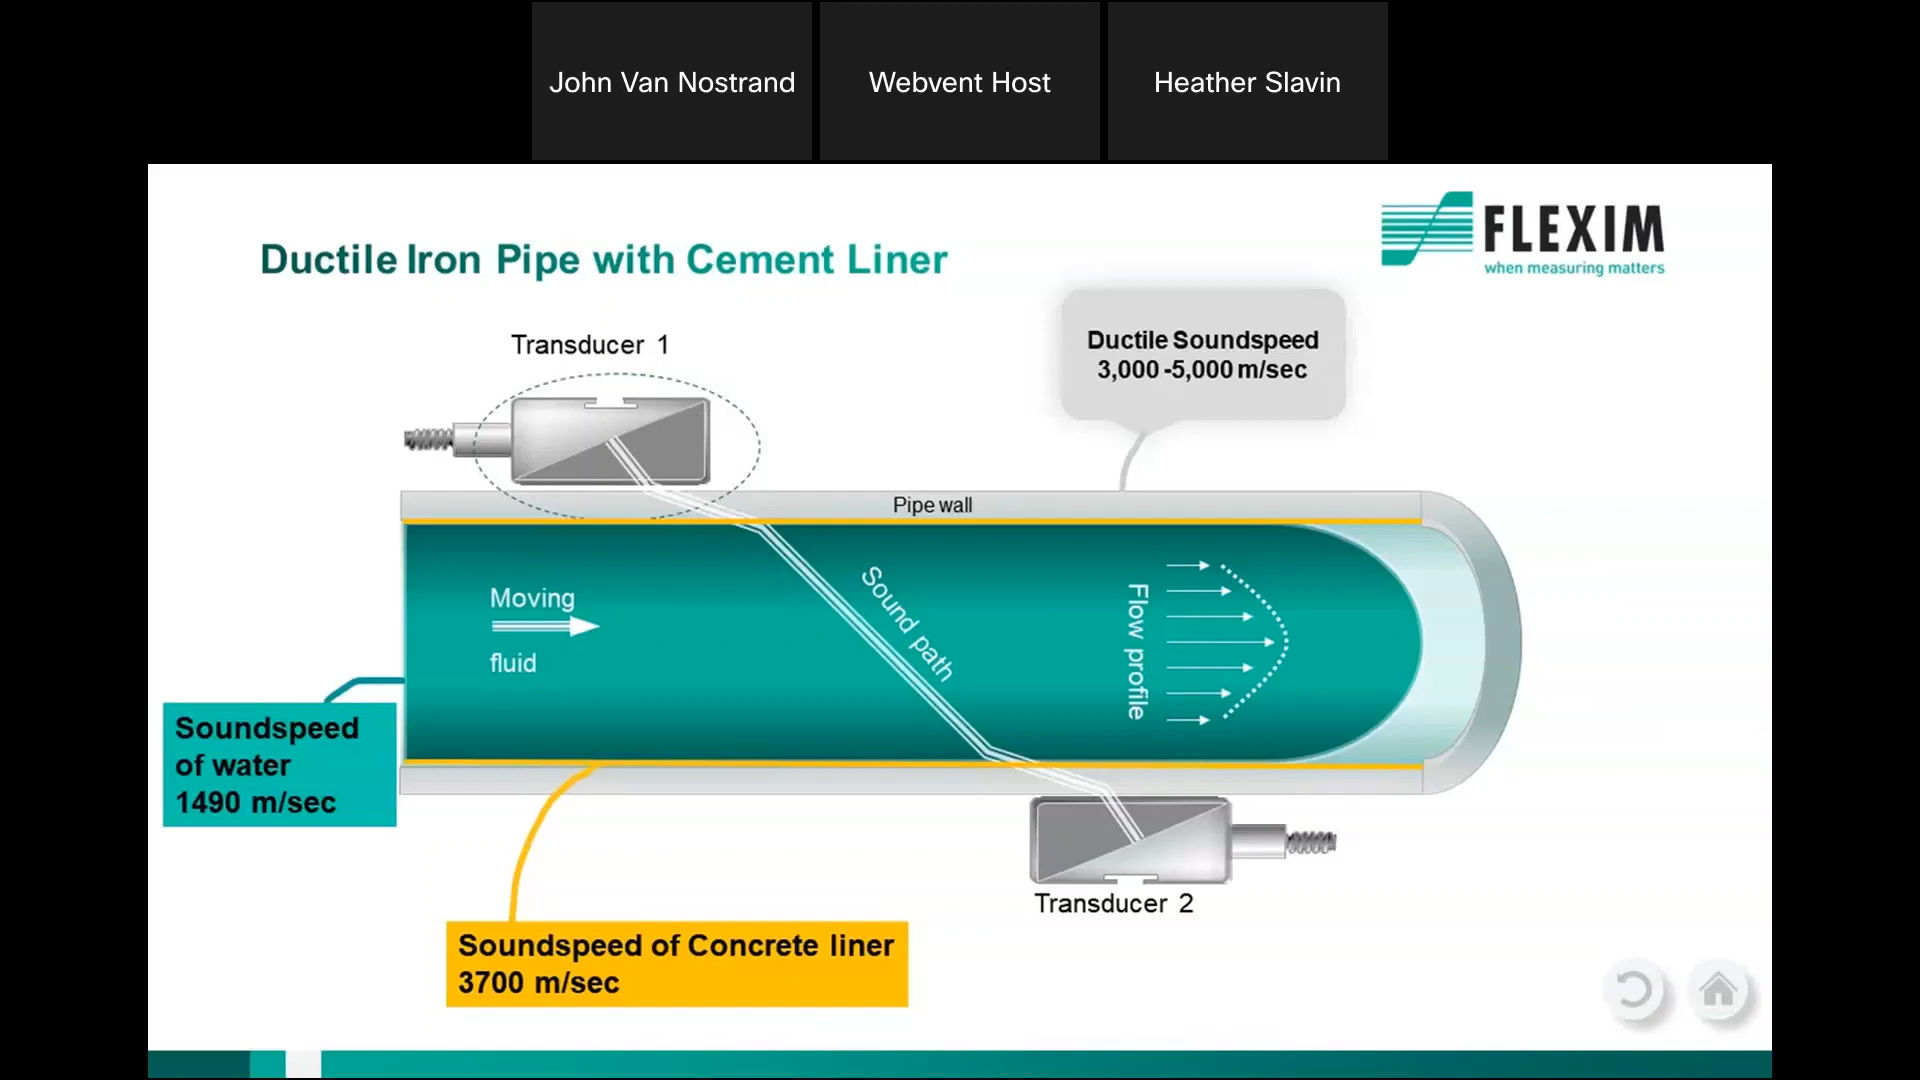 John Van Nostrand
Webvent Host
Heather Slavin
FLEXIM
when measuring matters
Ductile Iron Pipe with Cement Liner
Transducer 1
Ductile Soundspeed
3,000 -5,000 m/sec
Pipe wall
Moving
fluid
Sound path
Flow profile
Soundspeed
of water
1490 m/sec
Transducer 2
Soundspeed of Concrete liner
3700 m/sec